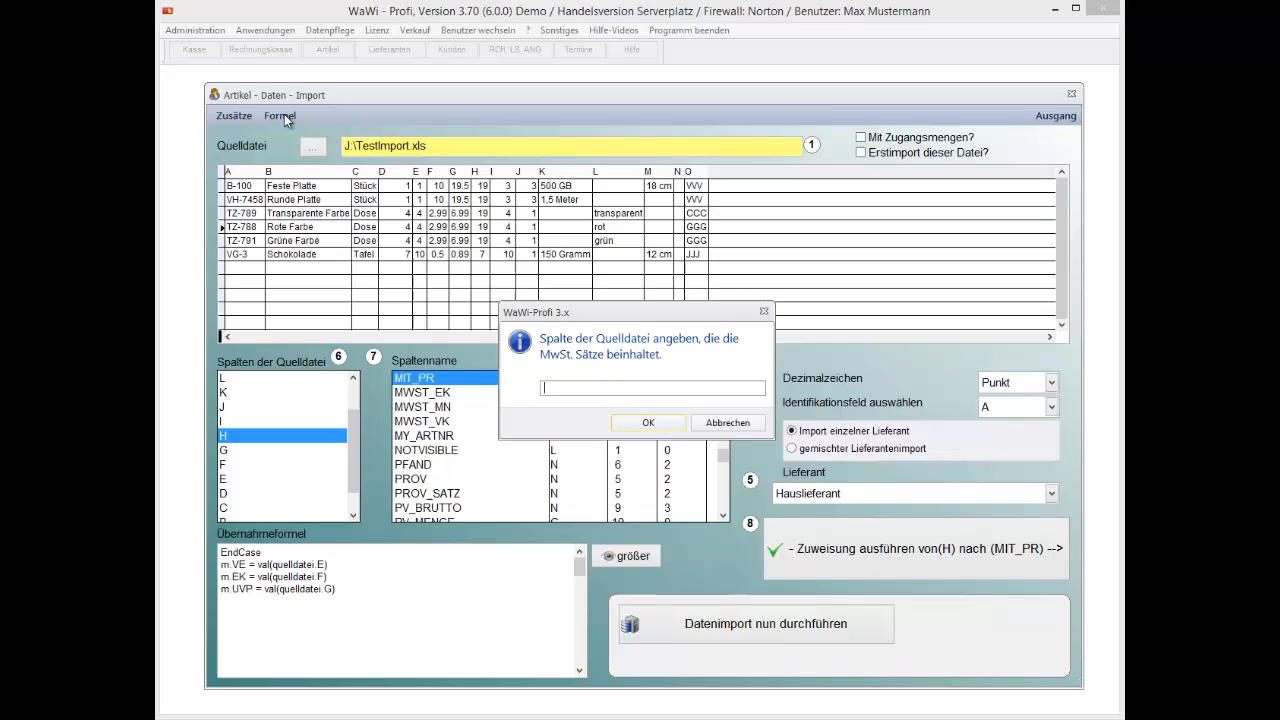 WaWi - Profi, Version 3.70 (6.0.0) Demo / Handelsversion Serverplatz / Firewall: Norton / Benutzer: Max Mustermann
Administration Anwendungen Datenpflege Lizenz Verkauf Benutzer wechseln ? Sonstiges Hilfe-Videos Programm beenden
Kasse Rechnungskasse Artikel Lieferanten Kunden RCH, LS, ANG Termine Hilfe
Artikel - Daten - Import
Zusätze Formel Ausgang
Quelldatei ... J:\TestImport.xls 1
Mit Zugangsmengen?
Erstimport dieser Datei?
A B C D E F G H I J K L M N O
B-100 Feste Platte Stück 1 1 10 19.5 19 3 3 500 GB 18 cm VVV
VH-7458 Runde Platte Stück 1 1 10 19.5 19 3 3 1,5 Meter VVV
TZ-789 Transparente Farbe Dose 4 4 2.99 6.99 19 4 1 transparent CCC
TZ-788 Rote Farbe Dose 4 4 2.99 6.99 19 4 1 rot GGG
TZ-791 Grüne Farbe Dose 4 4 2.99 6.99 19 4 1 grün GGG
VG-3 Schokolade Tafel 7 10 0.5 0.89 7 10 1 150 Gramm 12 cm JJJ
WaWi-Profi 3.x
Spalte der Quelldatei angeben, die die
MwSt. Sätze beinhaltet.
OK Abbrechen
Spalten der Quelldatei 6
L
K
J
I
H
G
F
E
D
C
7 Spaltenname
MIT_PR
MWST_EK
MWST_MN
MWST_VK
MY_ARTNR
NOTVISIBLE L 1 0
PFAND N 6 2
PROV N 5 2
PROV_SATZ N 5 2
PV_BRUTTO N 9 3
Dezimalzeichen Punkt
Identifikationsfeld auswählen A
Import einzelner Lieferant
gemischter Lieferantenimport
5 Lieferant
Hauslieferant
8 - Zuweisung ausführen von(H) nach (MIT_PR) -->
Übernahmeformel
EndCase
m.VE = val(quelldatei.E)
m.EK = val(quelldatei.F)
m.UVP = val(quelldatei.G)
größer
Datenimport nun durchführen